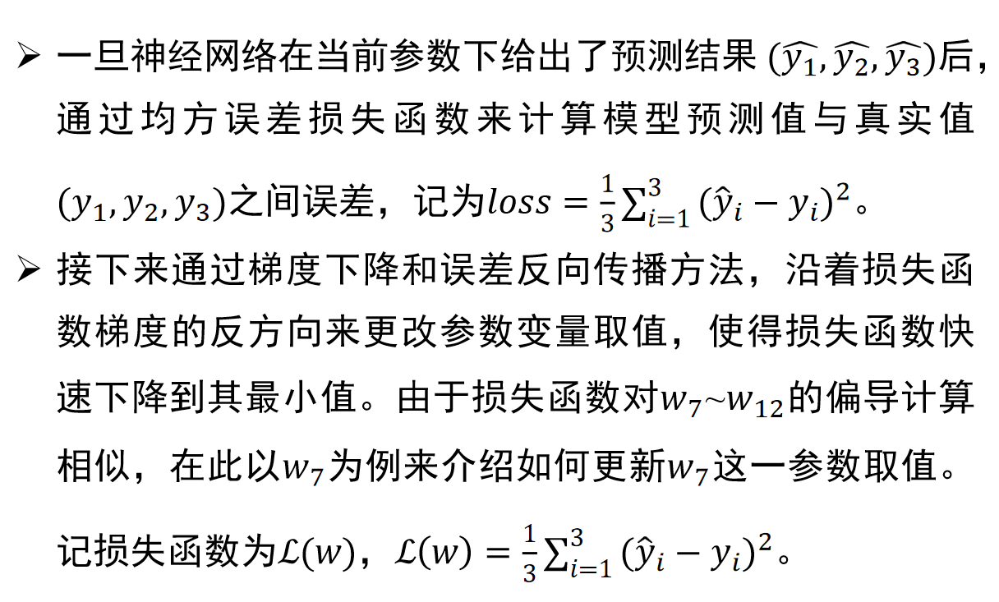 ➢ 一旦神经网络在当前参数下给出了预测结果 ($\widehat{y_1}, \widehat{y_2}, \widehat{y_3}$)后,
通过均方误差损失函数来计算模型预测值与真实值
($y_1, y_2, y_3$)之间误差，记为$loss = \frac{1}{3}\sum_{i=1}^{3}(\hat{y}_i - y_i)^2$。
➢ 接下来通过梯度下降和误差反向传播方法，沿着损失函
数梯度的反方向来更改参数变量取值，使得损失函数快
速下降到其最小值。由于损失函数对$w_7$~$w_{12}$的偏导计算
相似，在此以$w_7$为例来介绍如何更新$w_7$这一参数取值。
记损失函数为$\mathcal{L}(w)$，$\mathcal{L}(w) = \frac{1}{3}\sum_{i=1}^{3}(\hat{y}_i - y_i)^2$。